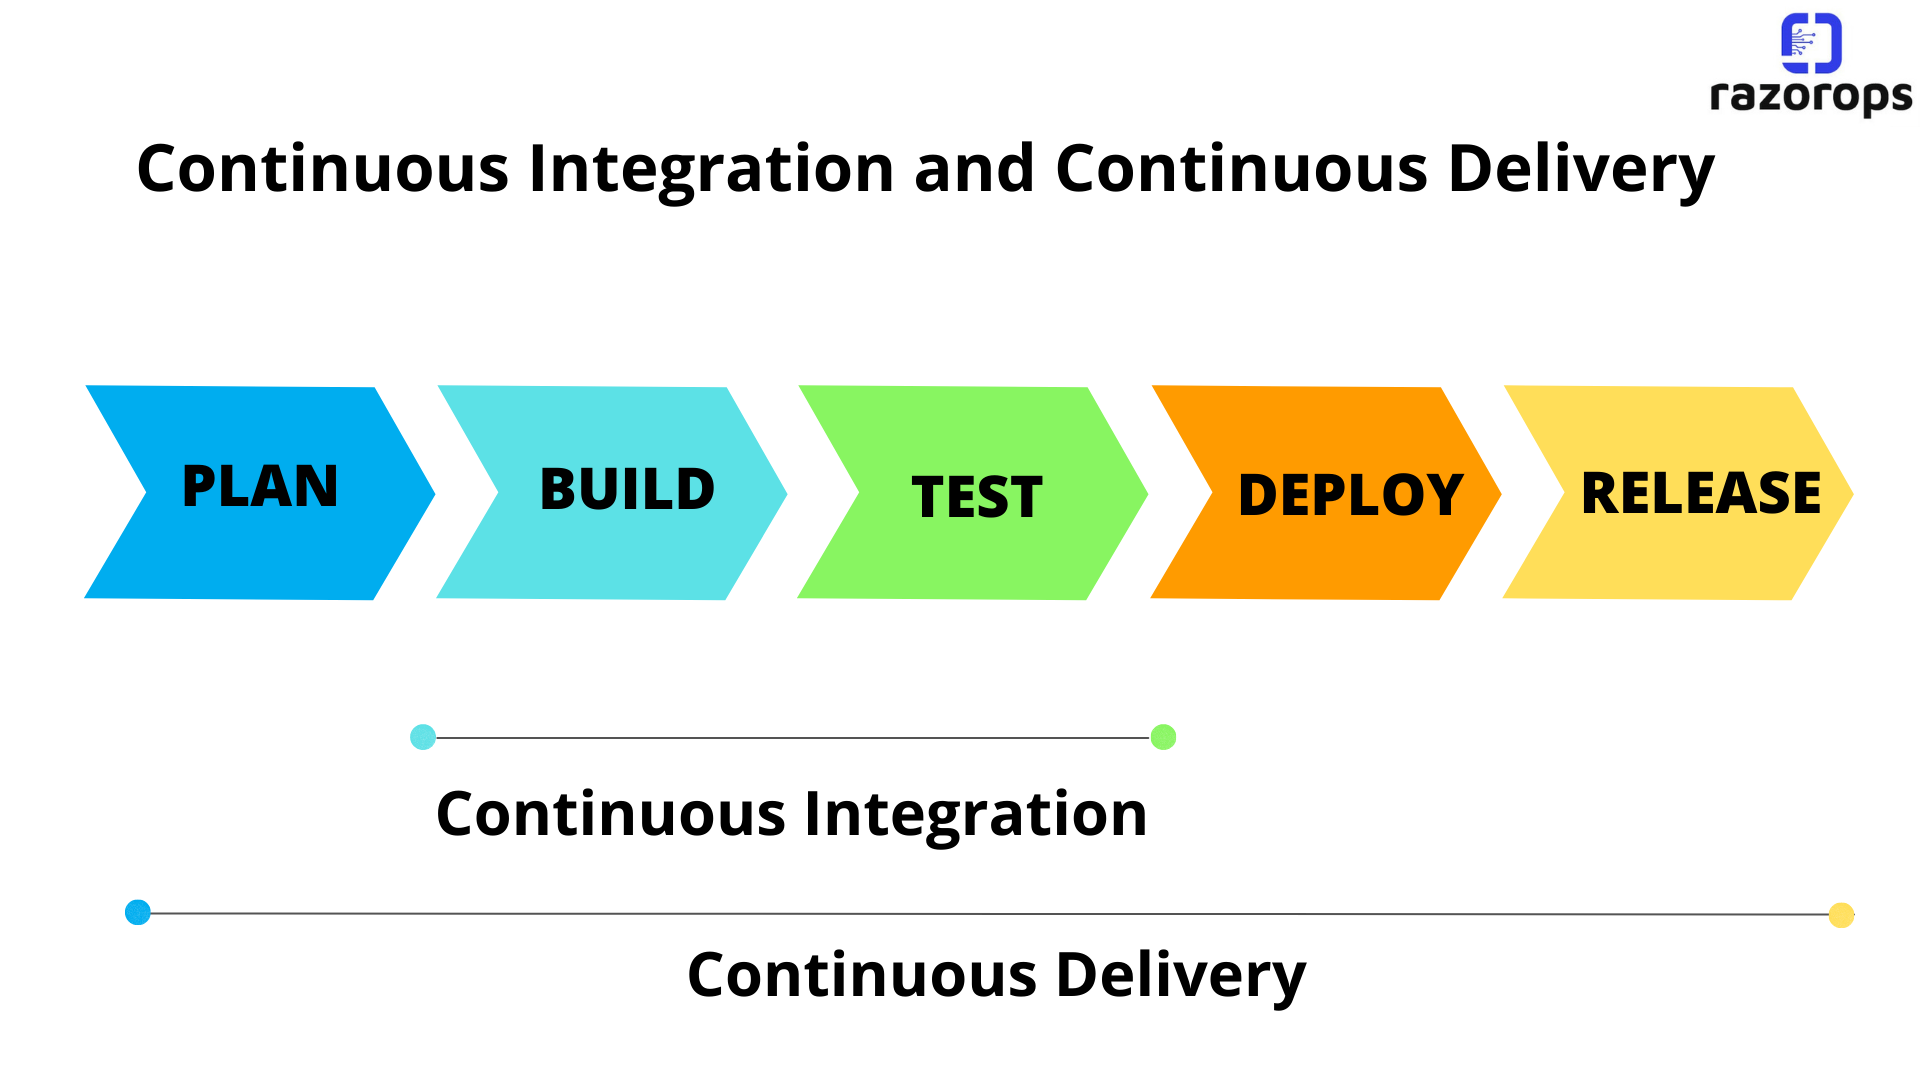 razorops
Continuous Integration and Continuous Delivery
PLAN
BUILD
TEST
DEPLOY
RELEASE
Continuous Integration
Continuous Delivery